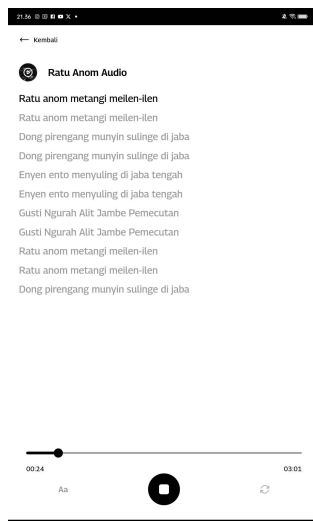 21.36
← Kembali
Ratu Anom Audio
Ratu anom metangi meilen-ilen
Ratu anom metangi meilen-ilen
Dong pirengang munyin sulinge di jaba
Dong pirengang munyin sulinge di jaba
Enyen ento menyuling di jaba tengah
Enyen ento menyuling di jaba tengah
Gusti Ngurah Alit Jambe Pemecutan
Gusti Ngurah Alit Jambe Pemecutan
Ratu anom metangi meilen-ilen
Ratu anom metangi meilen-ilen
Dong pirengang munyin sulinge di jaba
00:24
03:01
Aa